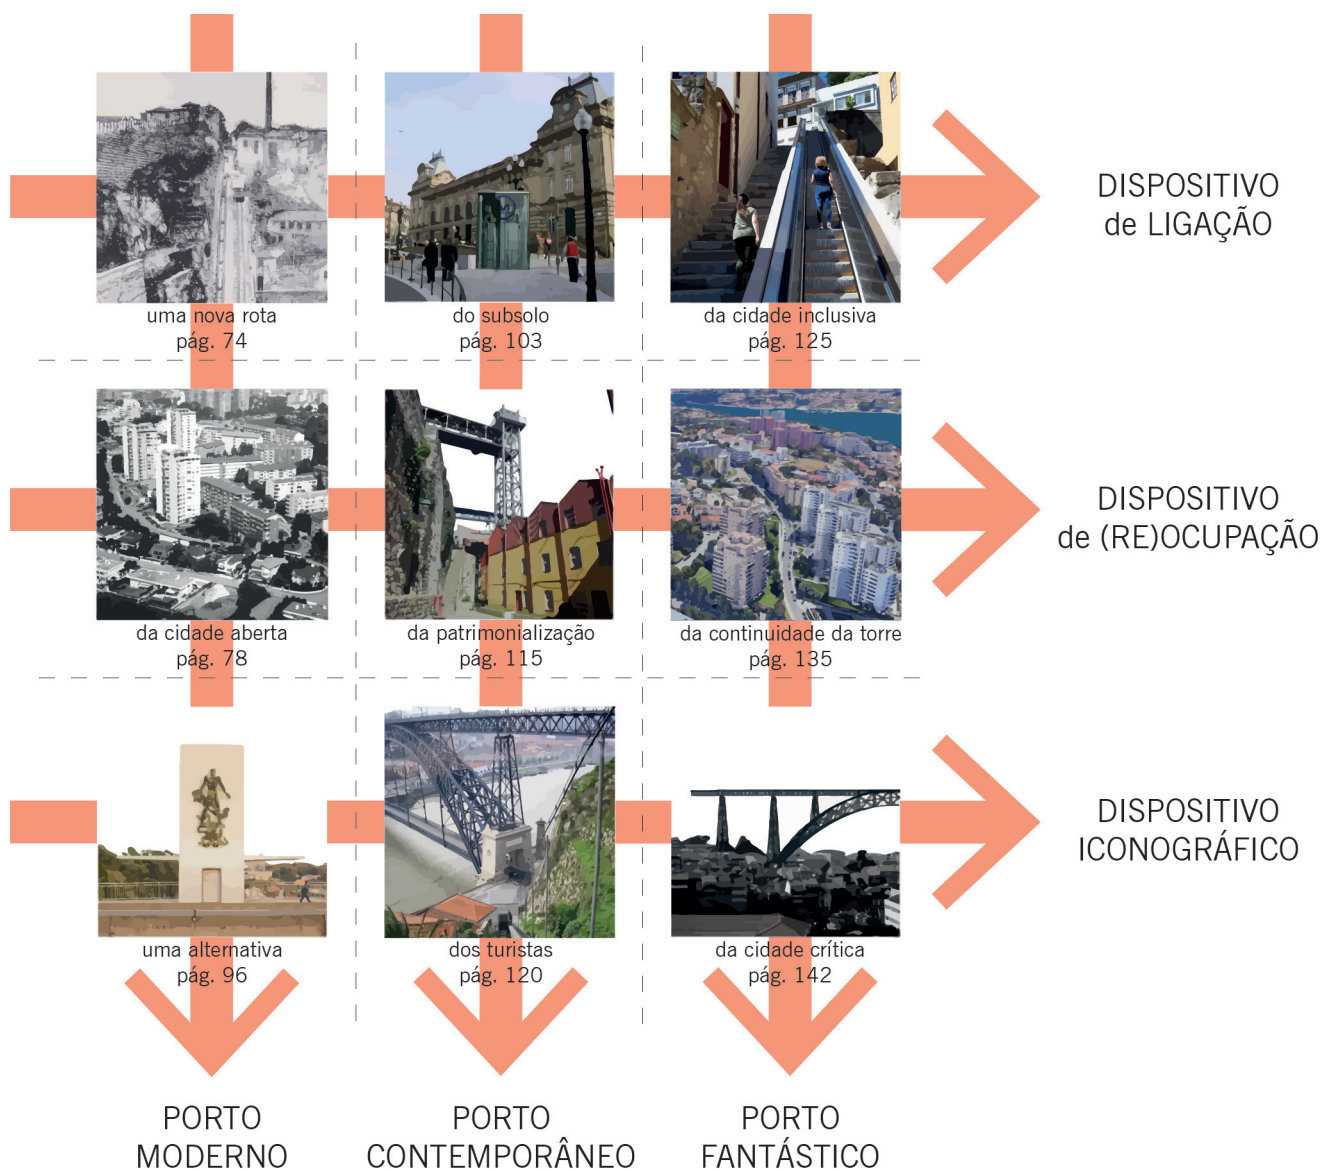 uma nova rota
pág. 74
do subsolo
pág. 103
da cidade inclusiva
pág. 125
DISPOSITIVO
de LIGAÇÃO
da cidade aberta
pág. 78
da patrimonialização
pág. 115
da continuidade da torre
pág. 135
DISPOSITIVO
de (RE)OCUPAÇÃO
uma alternativa
pág. 96
dos turistas
pág. 120
da cidade crítica
pág. 142
DISPOSITIVO
ICONOGRÁFICO
PORTO
MODERNO
PORTO
CONTEMPORÂNEO
PORTO
FANTÁSTICO